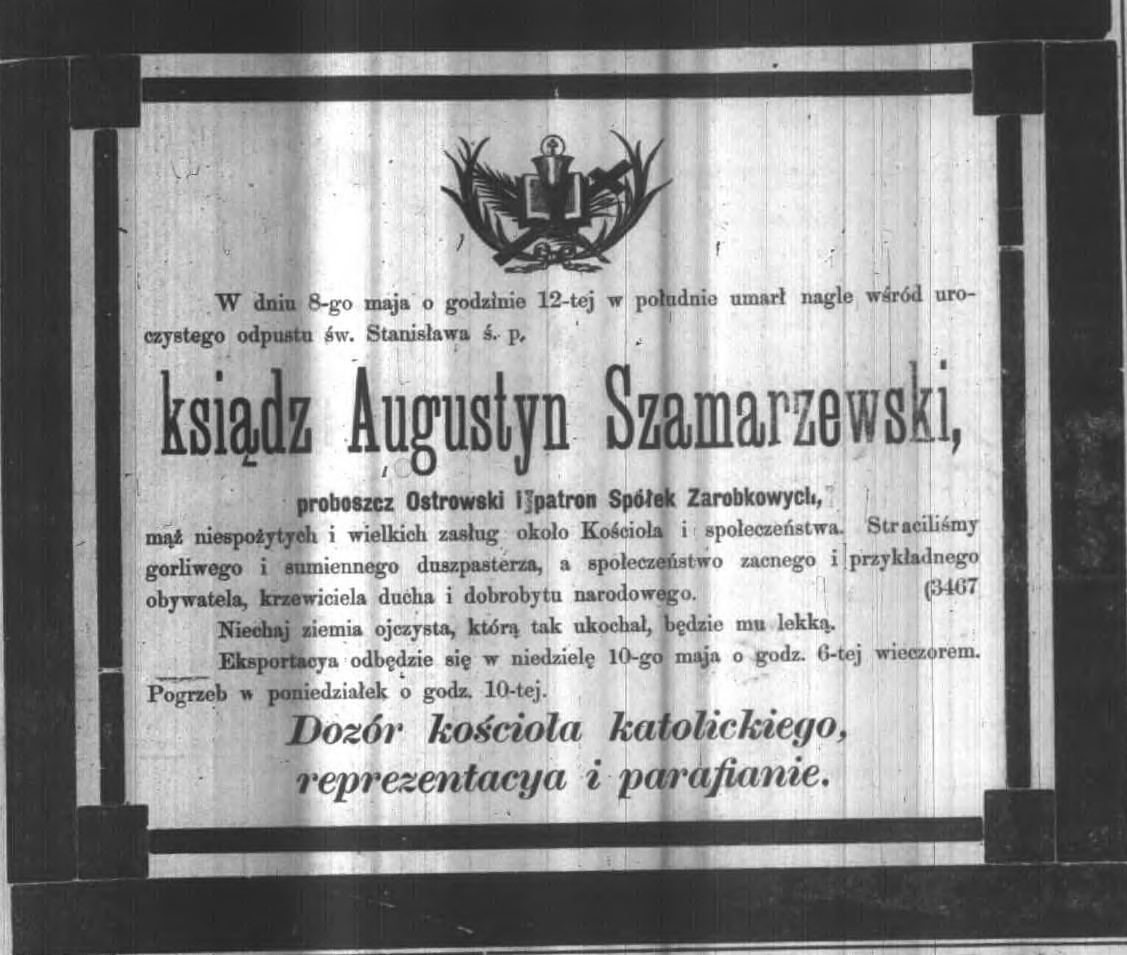 W dniu 8-go maja o godzinie 12-tej w południe umarł nagle wśród uro-
czystego odpustu św. Stanisława ś. p.
ksiądz Augustyn Szamarzewski,
proboszcz Ostrowski i patron Spółek Zarobkowych,
mąż niespożytych i wielkich zasług około Kościoła i społeczeństwa. Straciliśmy
gorliwego i sumiennego duszpasterza, a społeczeństwo zacnego i przykładnego
obywatela, krzewiciela ducha i dobrobytu narodowego. (3467
Niechaj ziemia ojczysta, którą tak ukochał, będzie mu lekką.
Eksportacya odbędzie się w niedzielę 10-go maja o godz. 6-tej wieczorem.
Pogrzeb w poniedziałek o godz. 10-tej.
Dozór kościoła katolickiego,
reprezentacya i parafianie.